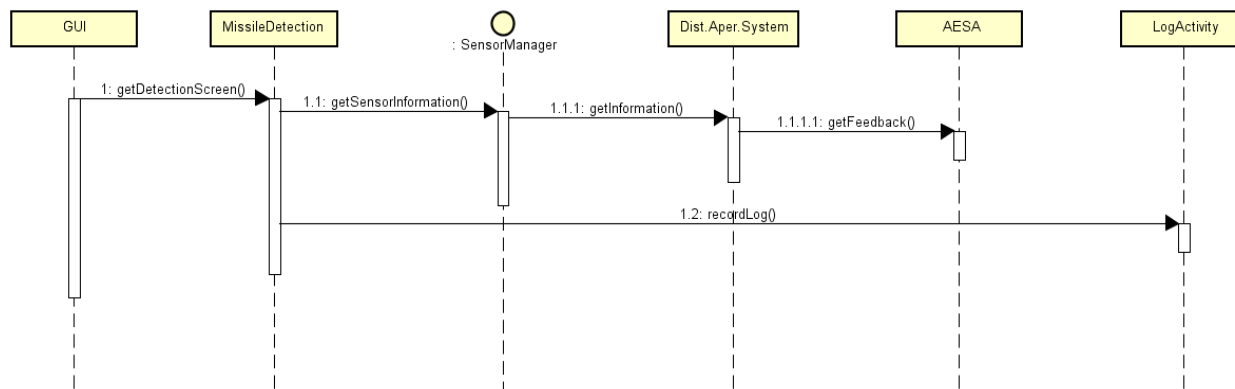 GUI
MissileDetection
: SensorManager
Dist.Aper.System
AESA
LogActivity
1: getDetectionScreen()
1.1: getSensorInformation()
1.1.1: getInformation()
1.1.1.1: getFeedback()
1.2: recordLog()